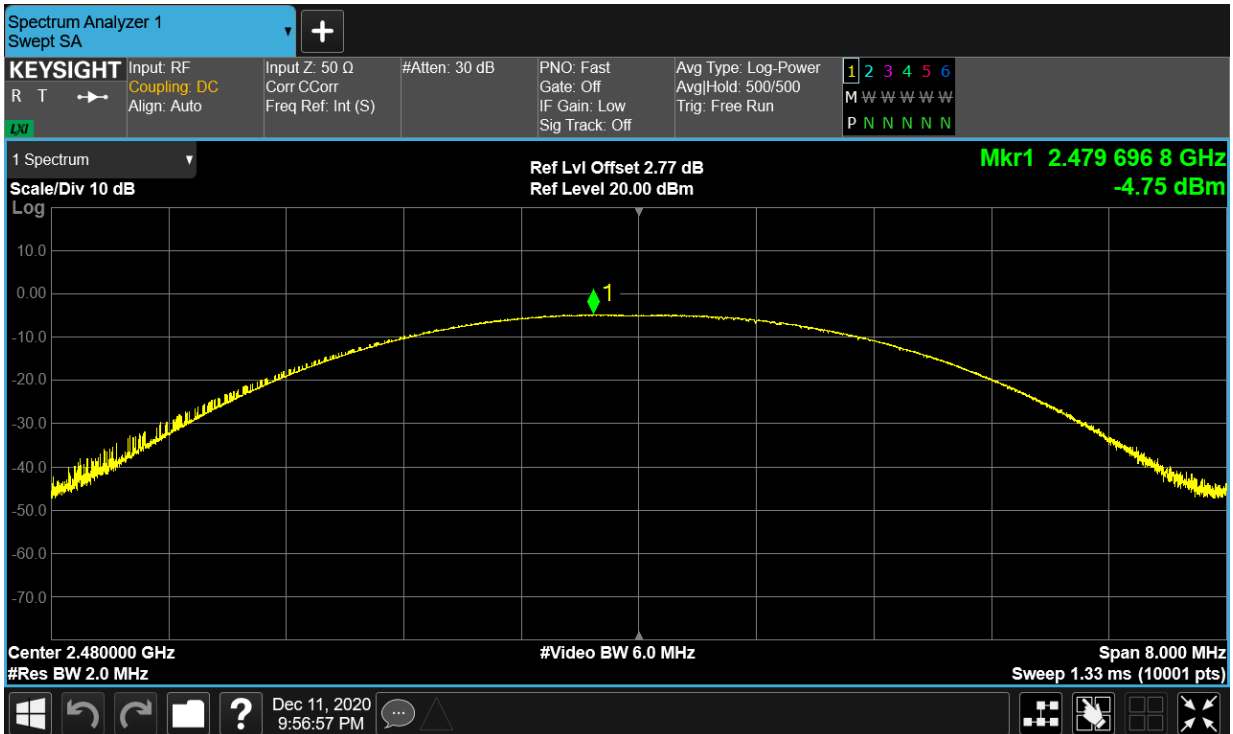 Spectrum Analyzer 1
Swept SA
KEYSIGHT
R T
LXI
Input: RF
Coupling: DC
Align: Auto
Input Z: 50 Ω
Corr CCorr
Freq Ref: Int (S)
#Atten: 30 dB
PNO: Fast
Gate: Off
IF Gain: Low
Sig Track: Off
Avg Type: Log-Power
Avg|Hold: 500/500
Trig: Free Run
1 2 3 4 5 6
M W W W W W
P N N N N N
1 Spectrum
Scale/Div 10 dB
Log
Ref Lvl Offset 2.77 dB
Ref Level 20.00 dBm
Mkr1 2.479 696 8 GHz
-4.75 dBm
10.0
0.00
1
-10.0
-20.0
-30.0
-40.0
-50.0
-60.0
-70.0
Center 2.480000 GHz
#Res BW 2.0 MHz
#Video BW 6.0 MHz
Span 8.000 MHz
Sweep 1.33 ms (10001 pts)
?
Dec 11, 2020
9:56:57 PM